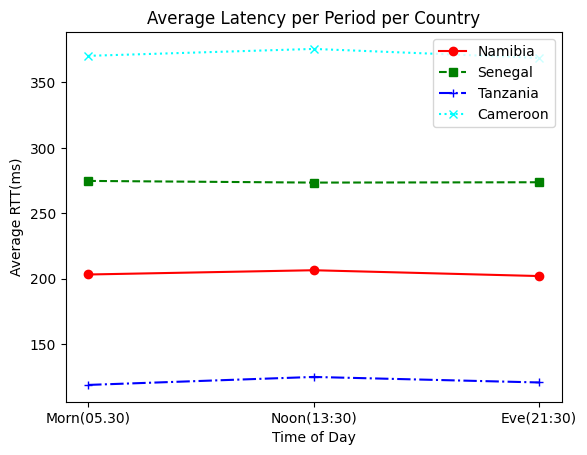 Average Latency per Period per Country
Namibia
Senegal
Tanzania
Cameroon
350
300
250
200
150
Average RTT(ms)
Morn(05.30)
Noon(13:30)
Eve(21:30)
Time of Day